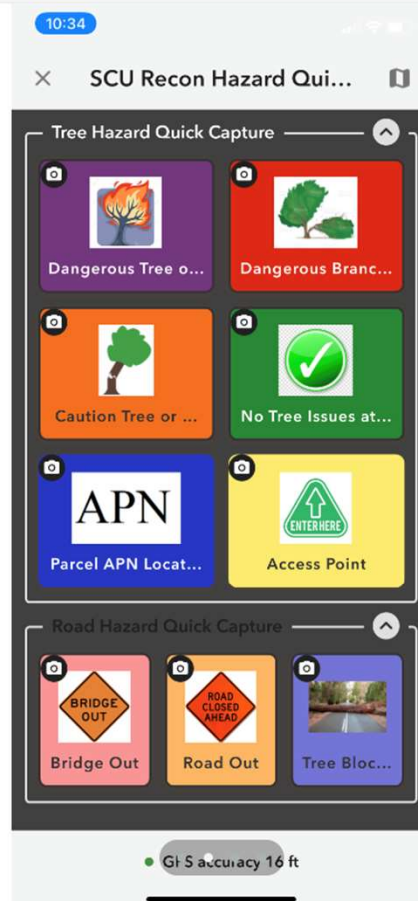 10:34
SCU Recon Hazard Qui...
Tree Hazard Quick Capture
Dangerous Tree o...
Dangerous Branc...
Caution Tree or ...
No Tree Issues at...
APN
Parcel APN Locat...
ENTER HERE
Access Point
Road Hazard Quick Capture
BRIDGE
OUT
Bridge Out
ROAD
CLOSED
AHEAD
Road Out
Tree Bloc...
GPS accuracy 16 ft